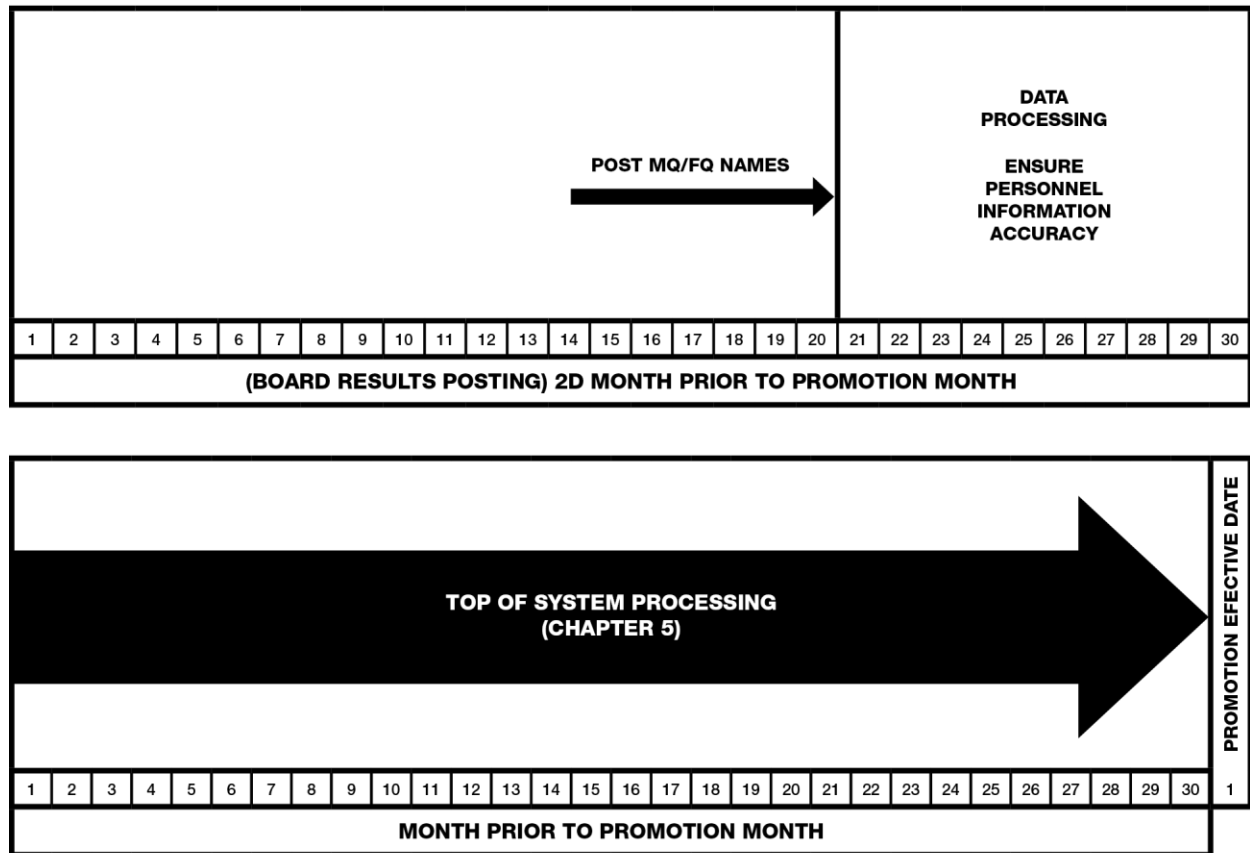 DATA
PROCESSING
ENSURE
PERSONNEL
INFORMATION
ACCURACY
POST MQ/FQ NAMES
1 2 3 4 5 6 7 8 9 10 11 12 13 14 15 16 17 18 19 20 21 22 23 24 25 26 27 28 29 30
(BOARD RESULTS POSTING) 2D MONTH PRIOR TO PROMOTION MONTH
TOP OF SYSTEM PROCESSING
(CHAPTER 5)
PROMOTION EFECTIVE DATE
1 2 3 4 5 6 7 8 9 10 11 12 13 14 15 16 17 18 19 20 21 22 23 24 25 26 27 28 29 30 1
MONTH PRIOR TO PROMOTION MONTH